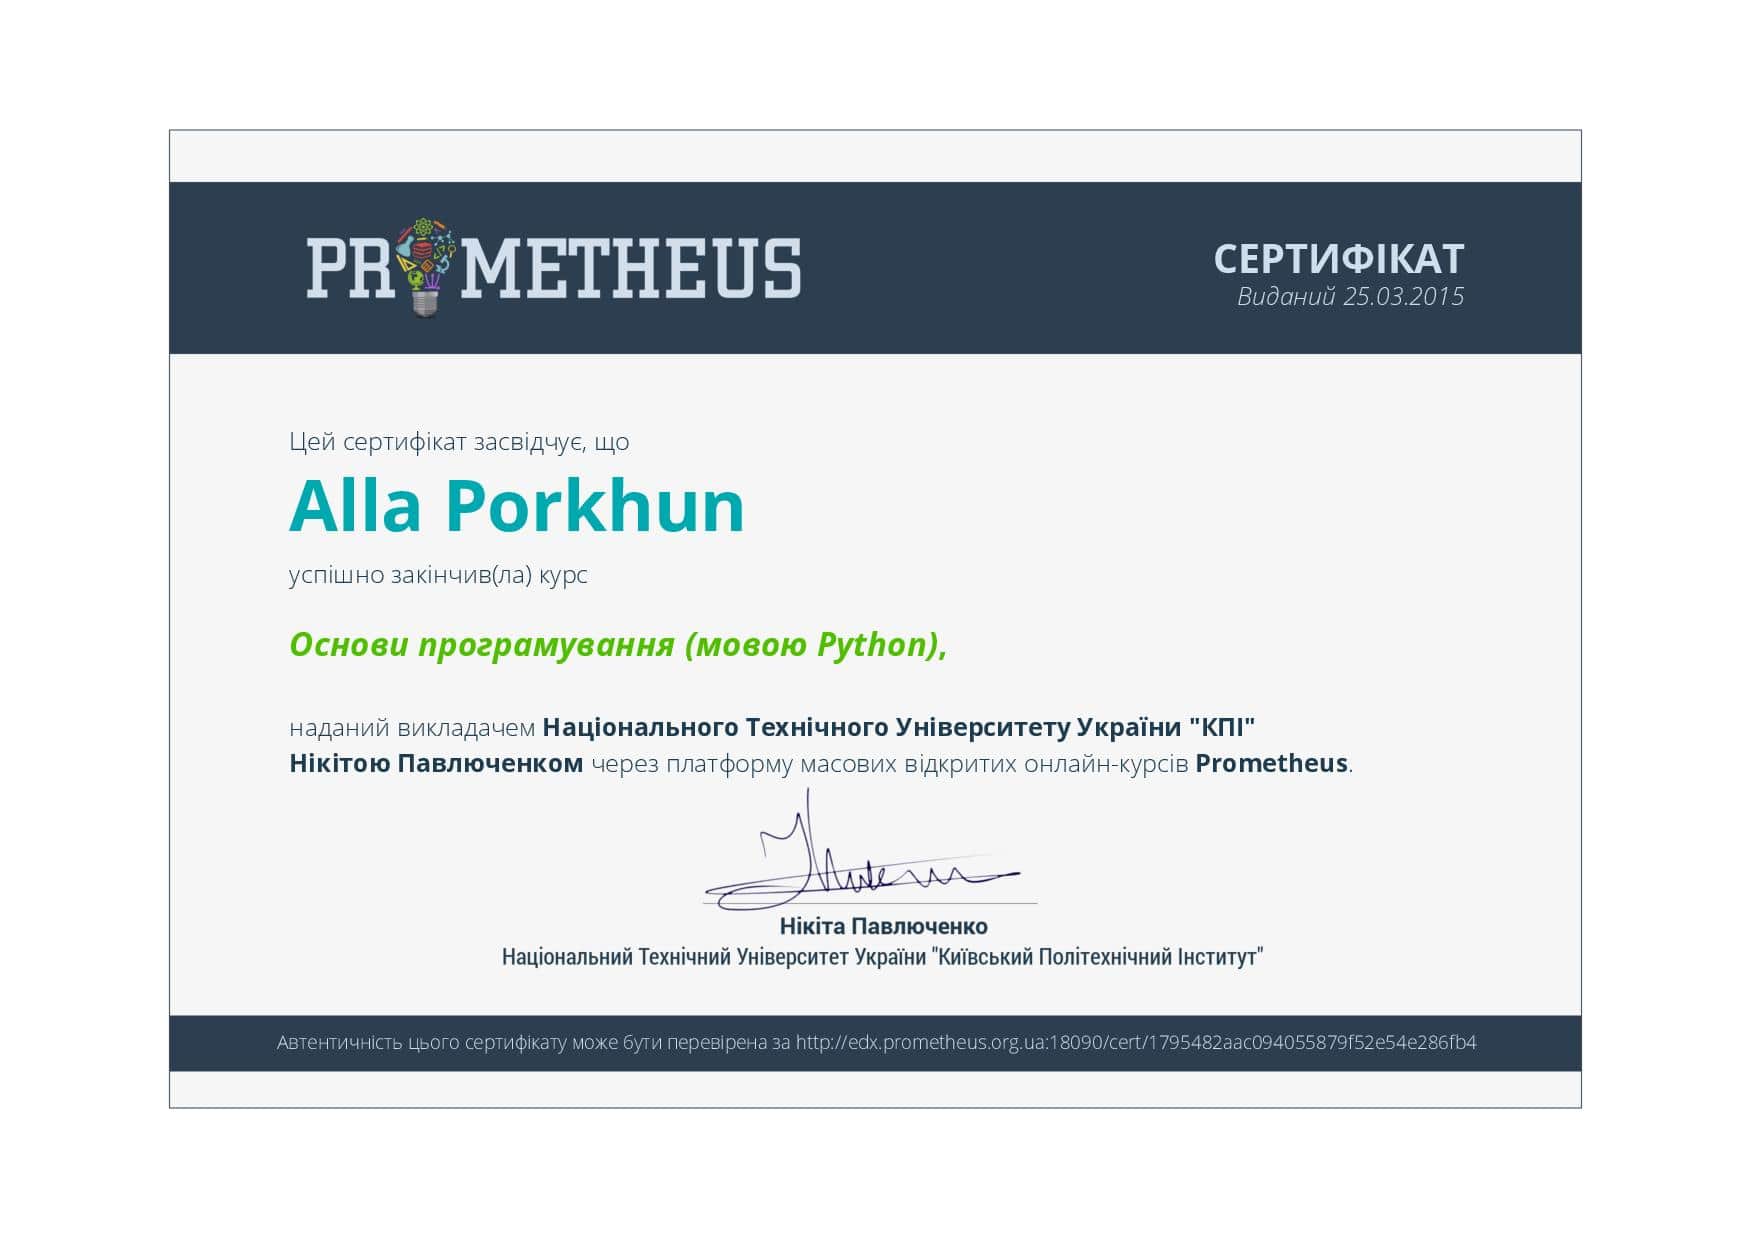 PROMETHEUS
СЕРТИФІКАТ
Виданий 25.03.2015
Цей сертифікат засвідчує, що
Alla Porkhun
успішно закінчив(ла) курс
Основи програмування (мовою Python),
наданий викладачем Національного Технічного Університету України "КПІ"
Нікітою Павлюченком через платформу масових відкритих онлайн-курсів Prometheus.
Нікіта Павлюченко
Національний Технічний Університет України "Київський Політехнічний Інститут"
Автентичність цього сертифікату може бути перевірена за http://edx.prometheus.org.ua:18090/cert/1795482aac094055879f52e54e286fb4